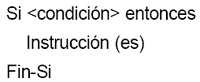 Si <condición> entonces
Instrucción (es)
Fin-Si